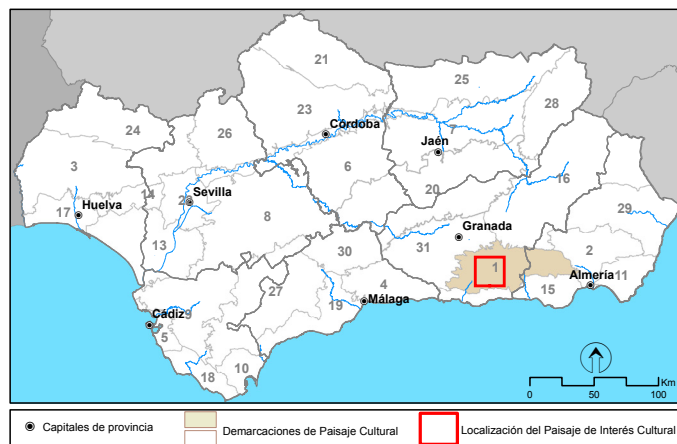 21
25
28
23
24
26
Córdoba
7
Jaén
3
6
20
16
14
Sevilla
29
17
Huelva
8
Granada
13
31
2
30
1
Almería
11
27
4
15
Málaga
19
9
Cádiz
5
18
10
Km
0 50 100
Capitales de provincia
Demarcaciones de Paisaje Cultural
Localización del Paisaje de Interés Cultural